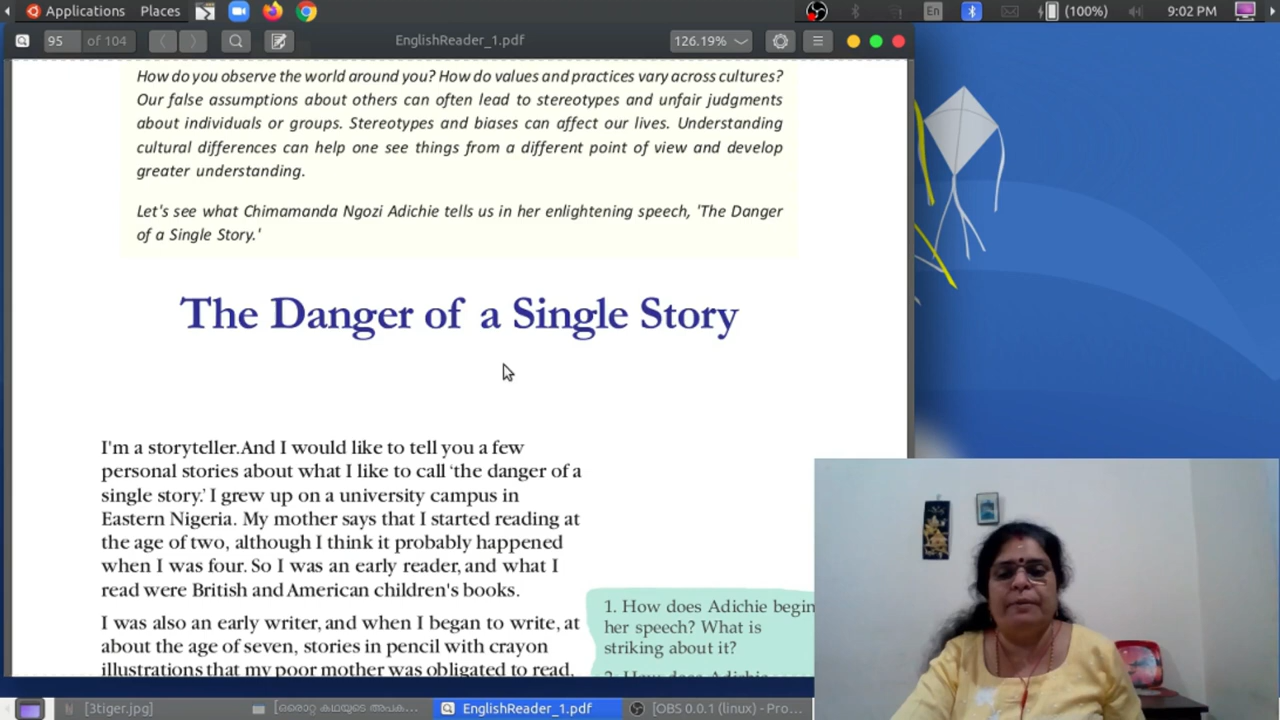 Applications Places En (100%) 9:02 PM
95 of 104 EnglishReader_1.pdf 126.19%
How do you observe the world around you? How do values and practices vary across cultures?
Our false assumptions about others can often lead to stereotypes and unfair judgments
about individuals or groups. Stereotypes and biases can affect our lives. Understanding
cultural differences can help one see things from a different point of view and develop
greater understanding.
Let's see what Chimamanda Ngozi Adichie tells us in her enlightening speech, 'The Danger
of a Single Story.'
The Danger of a Single Story
I'm a storyteller.And I would like to tell you a few
personal stories about what I like to call ‘the danger of a
single story.’ I grew up on a university campus in
Eastern Nigeria. My mother says that I started reading at
the age of two, although I think it probably happened
when I was four. So I was an early reader, and what I
read were British and American children's books.
I was also an early writer, and when I began to write, at
about the age of seven, stories in pencil with crayon
illustrations that my poor mother was obligated to read,
1. How does Adichie begin
her speech? What is
striking about it?
2. How does Adichie
[3tiger.jpg] [ഒരൊറ്റ കഥയുടെ അപക... EnglishReader_1.pdf [OBS 0.0.1 (linux) - Pro...